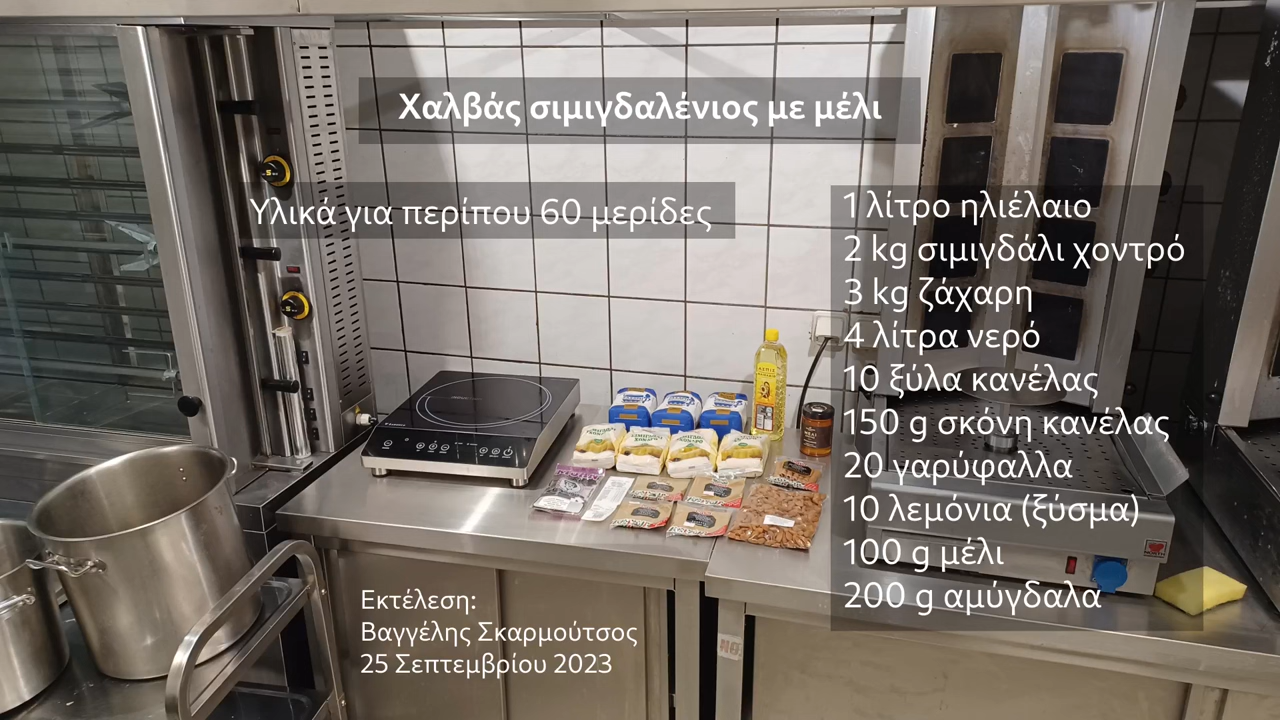 Χαλβάς σιμιγδαλένιος με μέλι
Υλικά για περίπου 60 μερίδες
1 λίτρο ηλιέλαιο
2 kg σιμιγδάλι χοντρό
3 kg ζάχαρη
4 λίτρα νερό
10 ξύλα κανέλας
150 g σκόνη κανέλας
20 γαρύφαλλα
10 λεμόνια (ξύσμα)
100 g μέλι
200 g αμύγδαλα
Εκτέλεση:
Βαγγέλης Σκαρμούτσος
25 Σεπτεμβρίου 2023